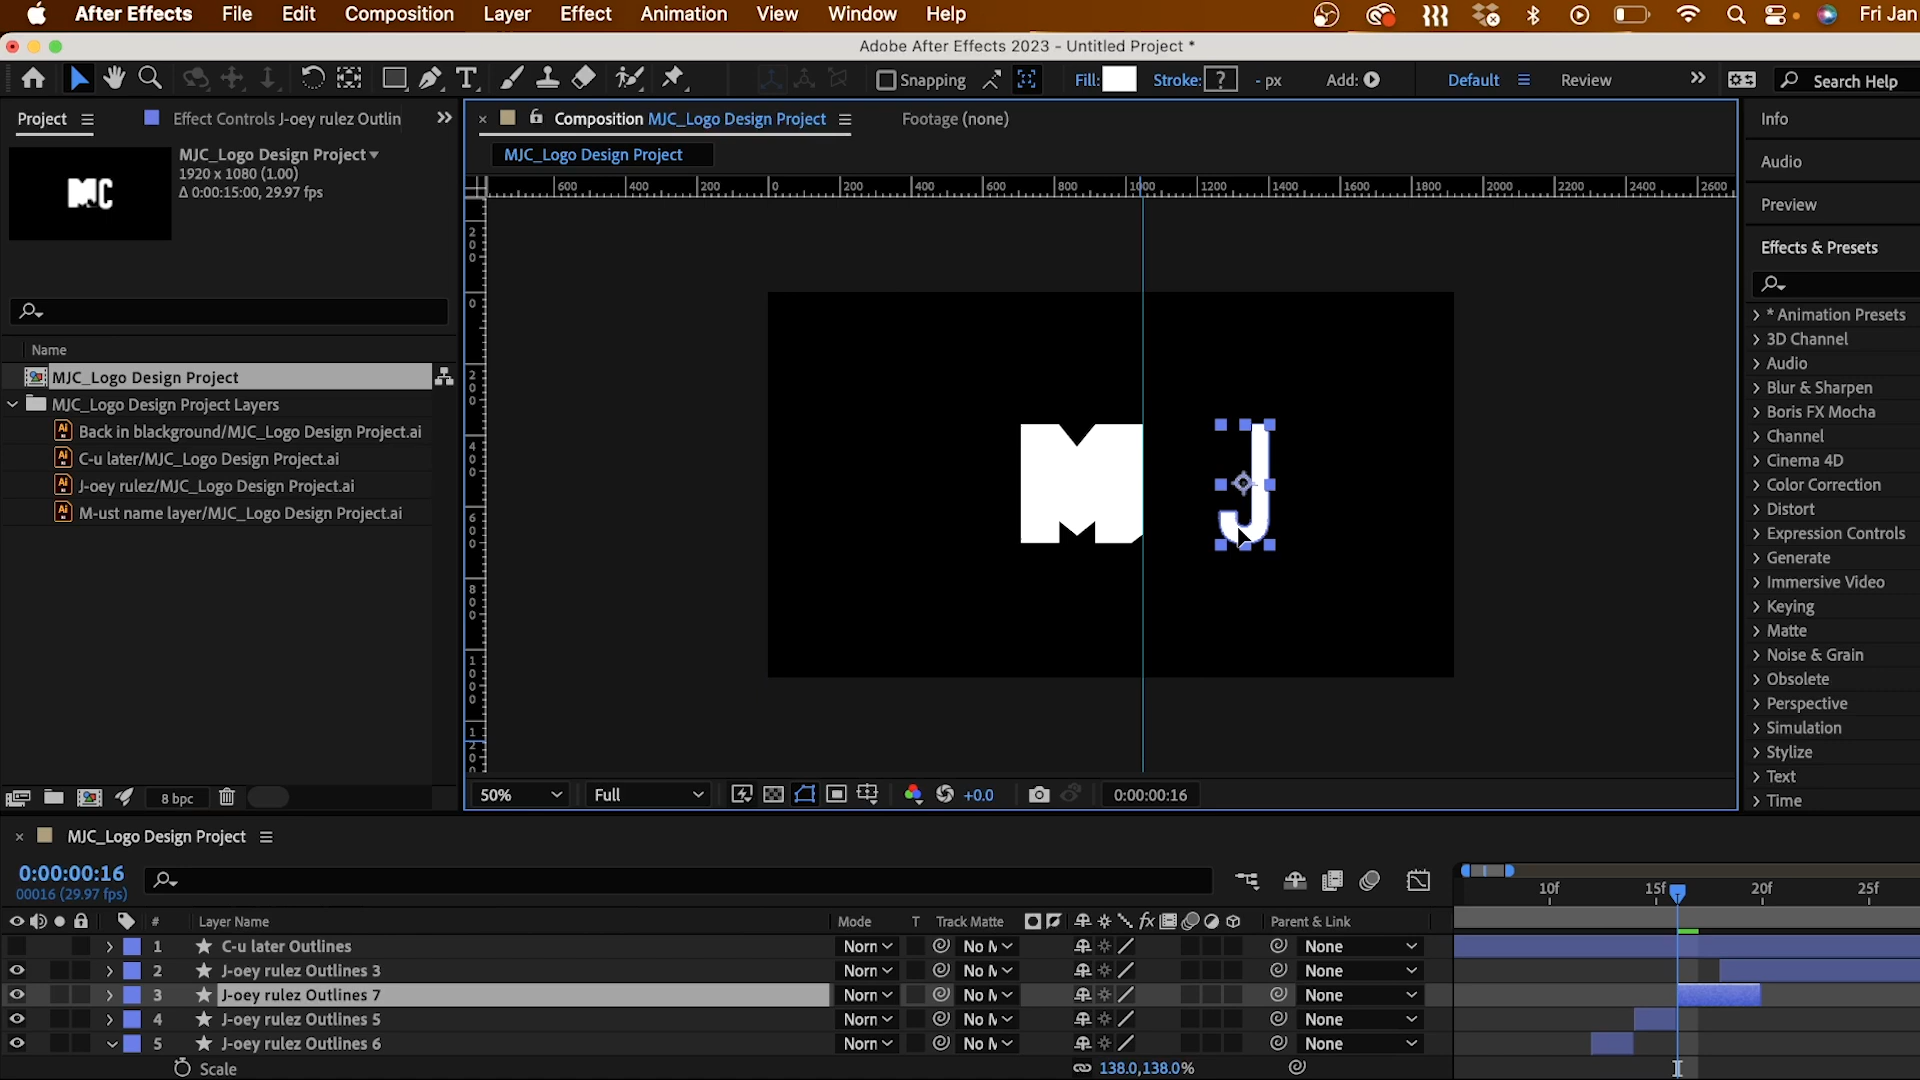 After Effects File Edit Composition Layer Effect Animation View Window Help Fri Jan
Adobe After Effects 2023 - Untitled Project *
T Snapping Fill: Stroke: ? - px Add: Default Review Search Help
Project Effect Controls J-oey rulez Outlin Composition MJC_Logo Design Project Footage (none) Info
MJC_Logo Design Project
MJC_Logo Design Project
1920 x 1080 (1.00)
Δ 0:00:15:00, 29.97 fps
MJC
Audio
Preview
Effects & Presets
600 400 200 0 200 400 600 800 1000 1200 1400 1600 1800 2000 2200 2400 2600
200
0
200
400
600
800
1000
120
M J
Name
MJC_Logo Design Project
MJC_Logo Design Project Layers
Back in blackground/MJC_Logo Design Project.ai
C-u later/MJC_Logo Design Project.ai
J-oey rulez/MJC_Logo Design Project.ai
M-ust name layer/MJC_Logo Design Project.ai
* Animation Presets
3D Channel
Audio
Blur & Sharpen
Boris FX Mocha
Channel
Cinema 4D
Color Correction
Distort
Expression Controls
Generate
Immersive Video
Keying
Matte
Noise & Grain
Obsolete
Perspective
Simulation
Stylize
Text
Time
8 bpc 50% Full +0.0 0:00:00:16
MJC_Logo Design Project
0:00:00:16
00016 (29.97 fps)
10f 15f 20f 25f
# Layer Name Mode T Track Matte fx Parent & Link
1 C-u later Outlines Norn No M None
2 J-oey rulez Outlines 3 Norn No M None
3 J-oey rulez Outlines 7 Norn No M None
4 J-oey rulez Outlines 5 Norn No M None
5 J-oey rulez Outlines 6 Norn No M None
Scale 138.0,138.0%